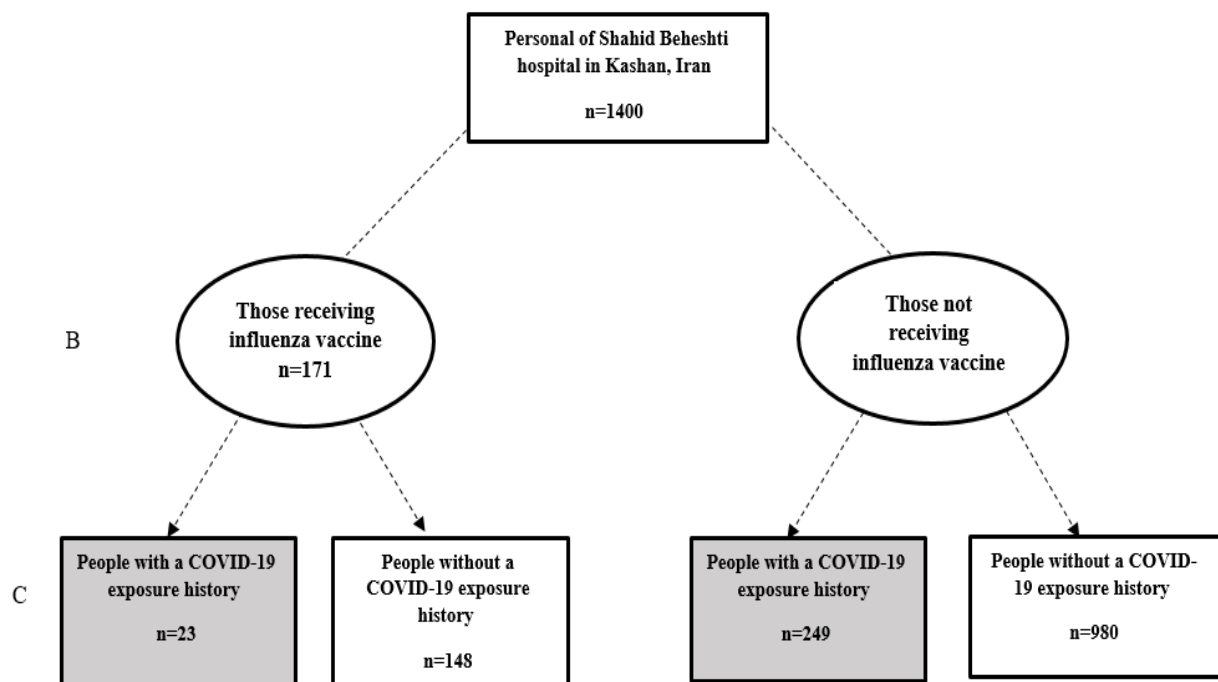 Personal of Shahid Beheshti
hospital in Kashan, Iran
n=1400
B
Those receiving
influenza vaccine
n=171
Those not
receiving
influenza vaccine
C
People with a COVID-19
exposure history
n=23
People without a
COVID-19 exposure
history
n=148
People with a COVID-19
exposure history
n=249
People without a COVID-
19 exposure history
n=980